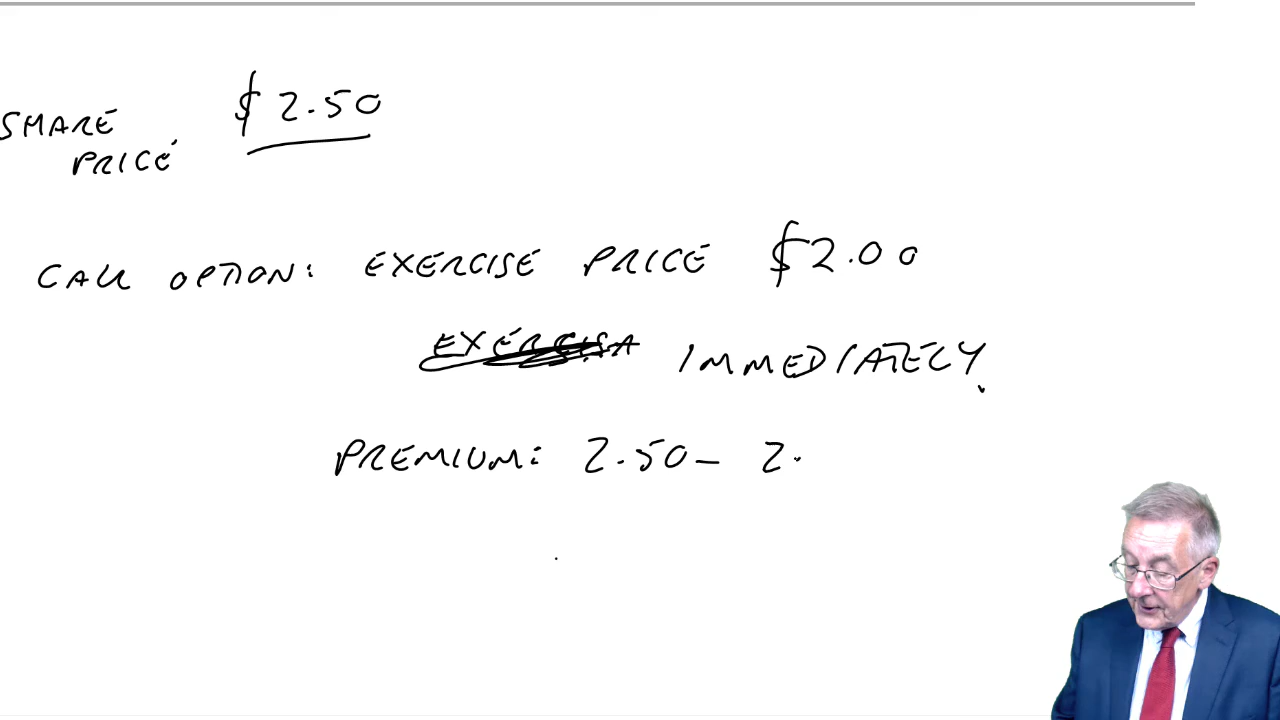 SHARE $2.50
PRICE
CALL OPTION: EXERCISE PRICE $2.00
IMMEDIATELY
PREMIUM: 2.50 - 2.